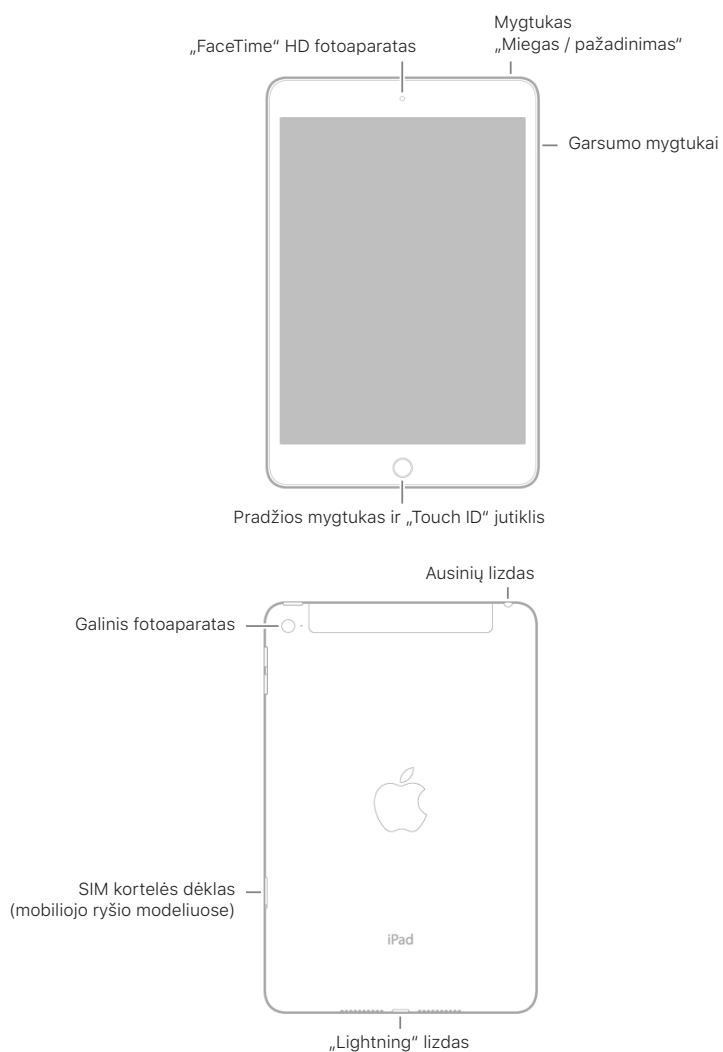 Mygtukas
„Miegas / pažadinimas“
„FaceTime“ HD fotoaparatas
Garsumo mygtukai
Pradžios mygtukas ir „Touch ID“ jutiklis
Ausinių lizdas
Galinis fotoaparatas
SIM kortelės dėklas
(mobiliojo ryšio modeliuose)
iPad
„Lightning“ lizdas